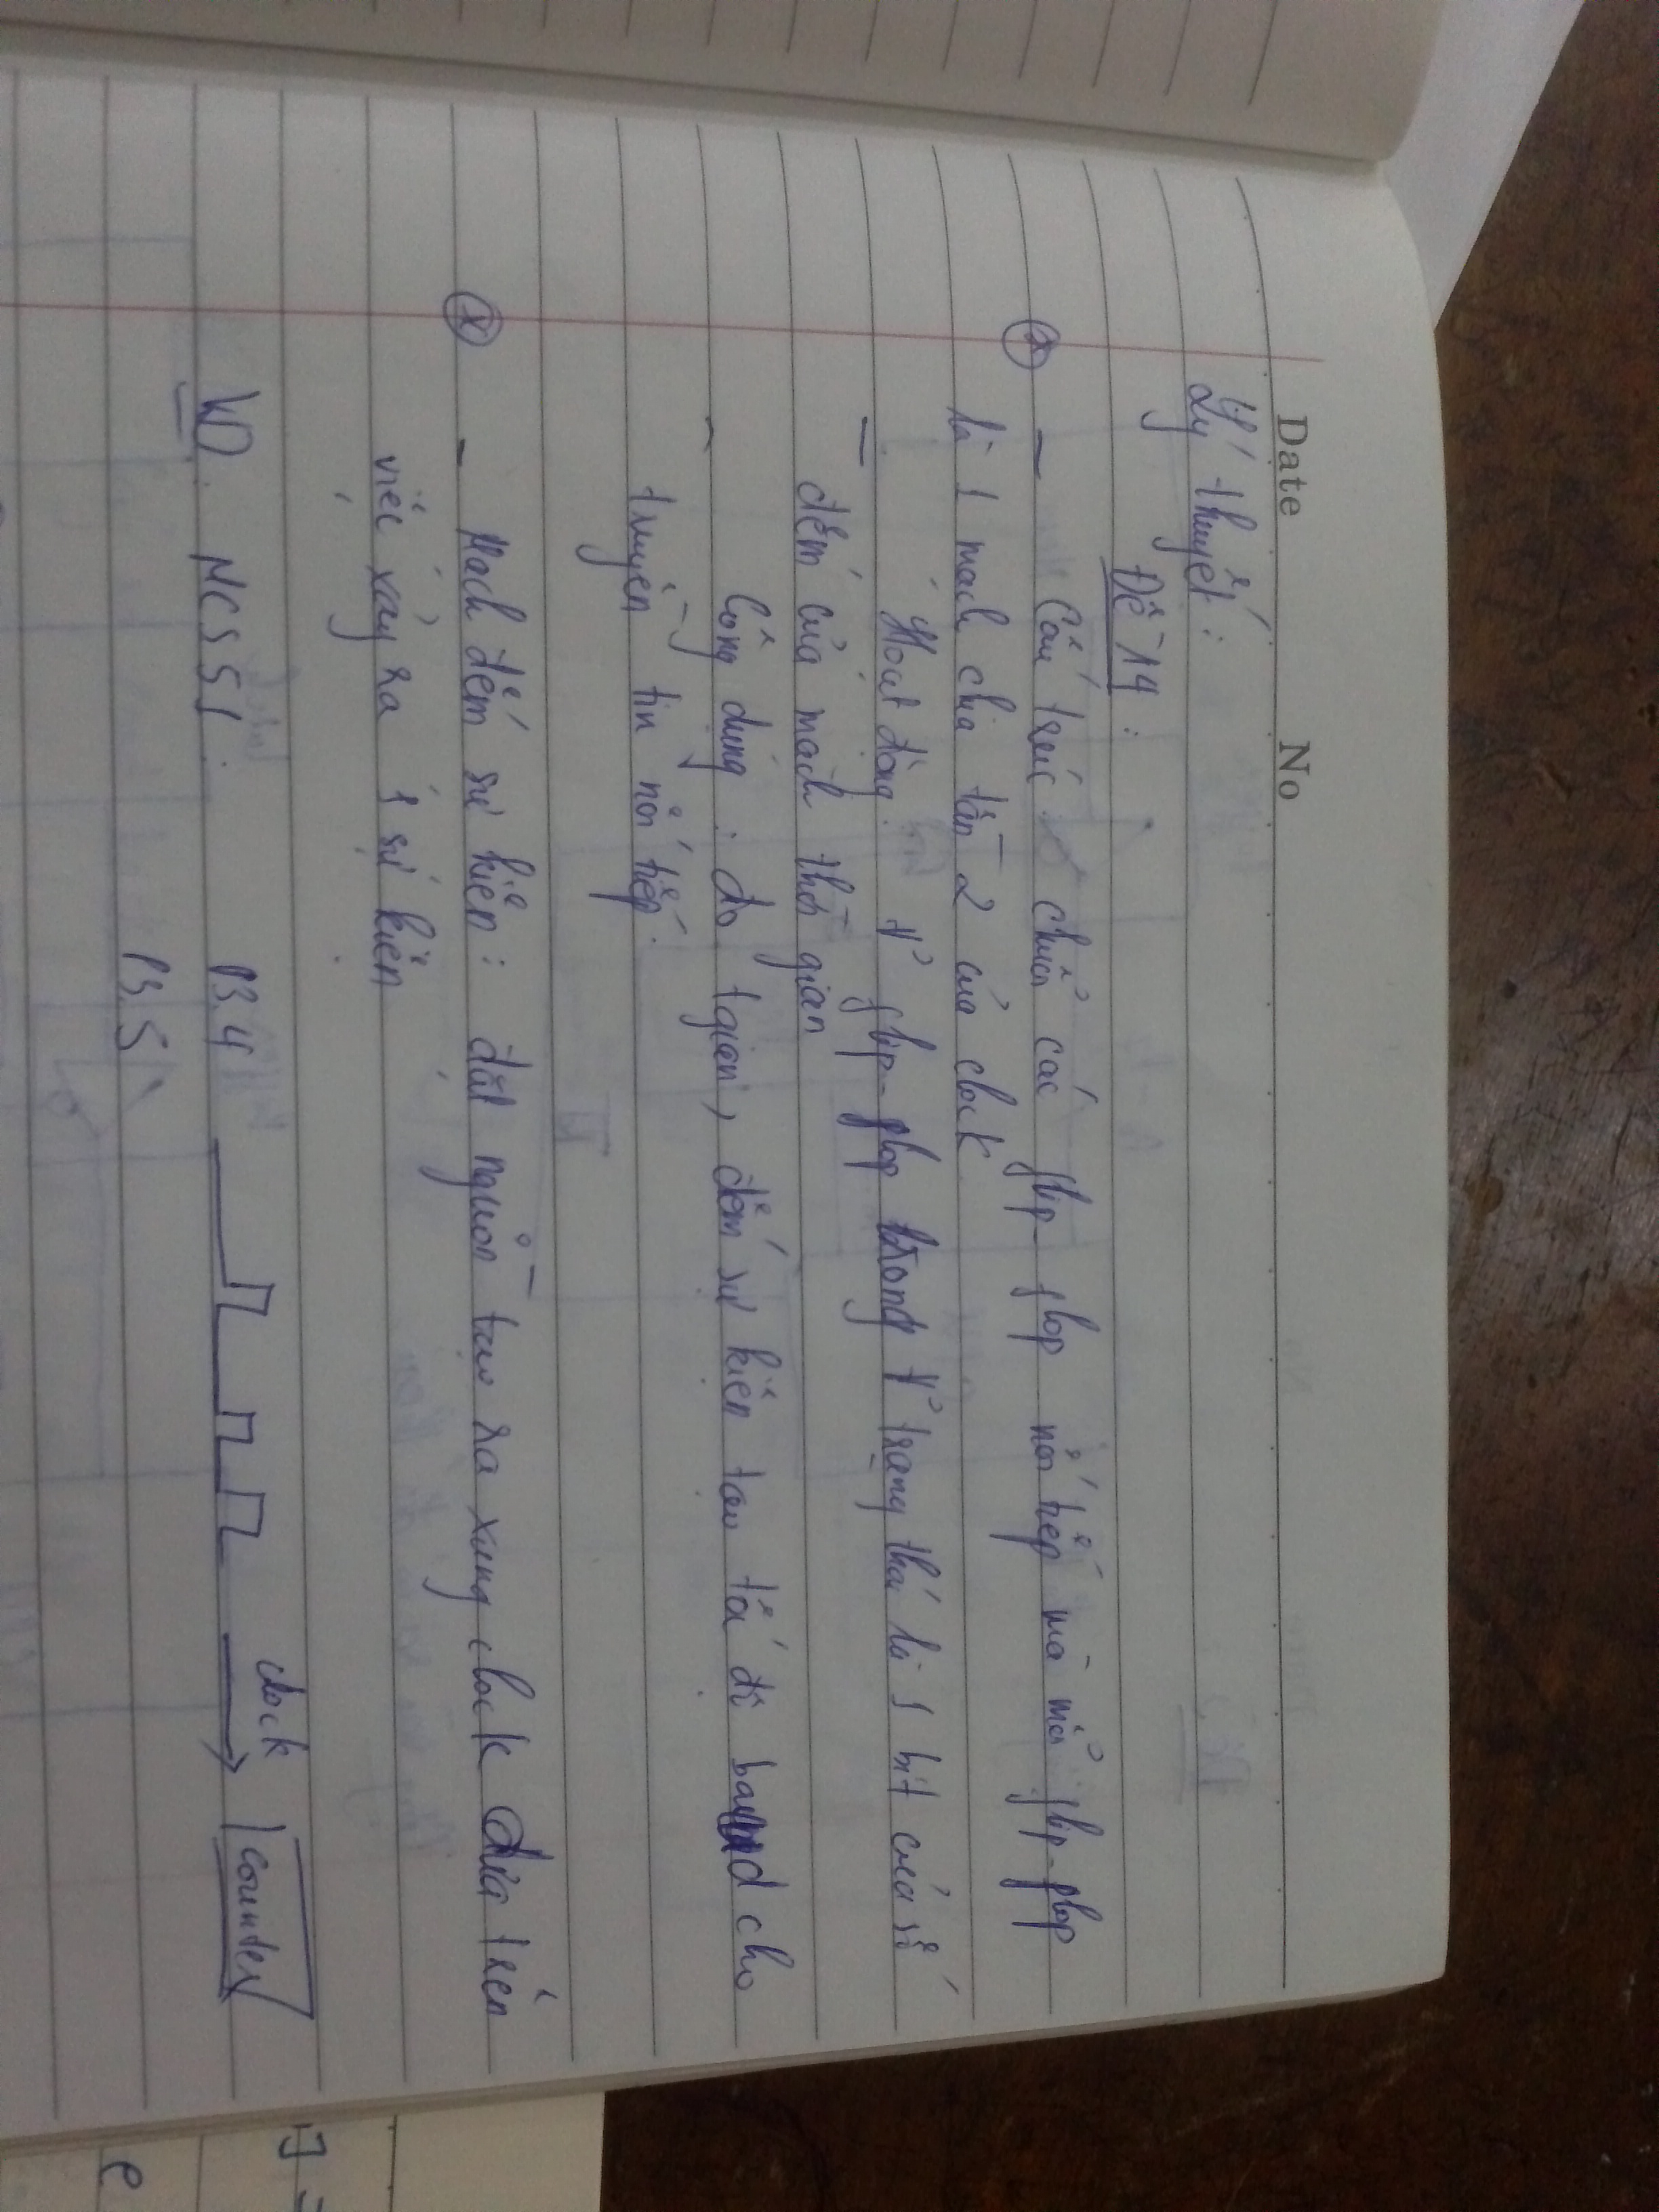 Date No
Lý thuyết:
Đề 14:
- Cấu trúc: chuỗi các flip-flop nối tiếp mà mỗi flip-flop
là 1 mạch chia tần 2 của clock
- Hoạt động: flip-flop trong trạng thái là 1 bit của số
đếm của mạch thời gian
- Công dụng: đo tgian, đếm sự kiện tạo tốc độ baud cho
truyền tin nối tiếp.
- Mạch đếm sự kiện: đặt nguồn tạo ra xung clock dựa trên
việc xảy ra 1 sự kiện
VD: MCS51: P3.4 clock counter
P3.5